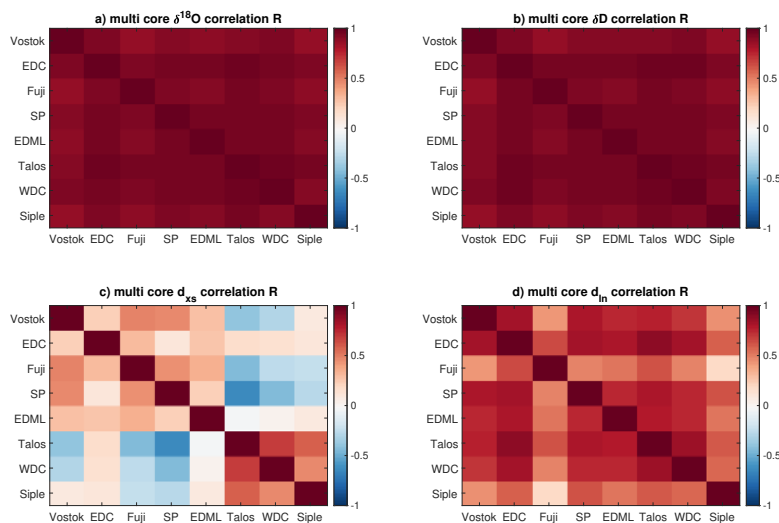 a) multi core δ¹⁸O correlation R
Vostok
EDC
Fuji
SP
EDML
Talos
WDC
Siple
Vostok EDC Fuji SP EDML Talos WDC Siple
1
0.5
0
-0.5
-1
b) multi core δD correlation R
Vostok
EDC
Fuji
SP
EDML
Talos
WDC
Siple
Vostok EDC Fuji SP EDML Talos WDC Siple
1
0.5
0
-0.5
-1
c) multi core d_xs correlation R
Vostok
EDC
Fuji
SP
EDML
Talos
WDC
Siple
Vostok EDC Fuji SP EDML Talos WDC Siple
1
0.5
0
-0.5
-1
d) multi core d_ln correlation R
Vostok
EDC
Fuji
SP
EDML
Talos
WDC
Siple
Vostok EDC Fuji SP EDML Talos WDC Siple
1
0.5
0
-0.5
-1